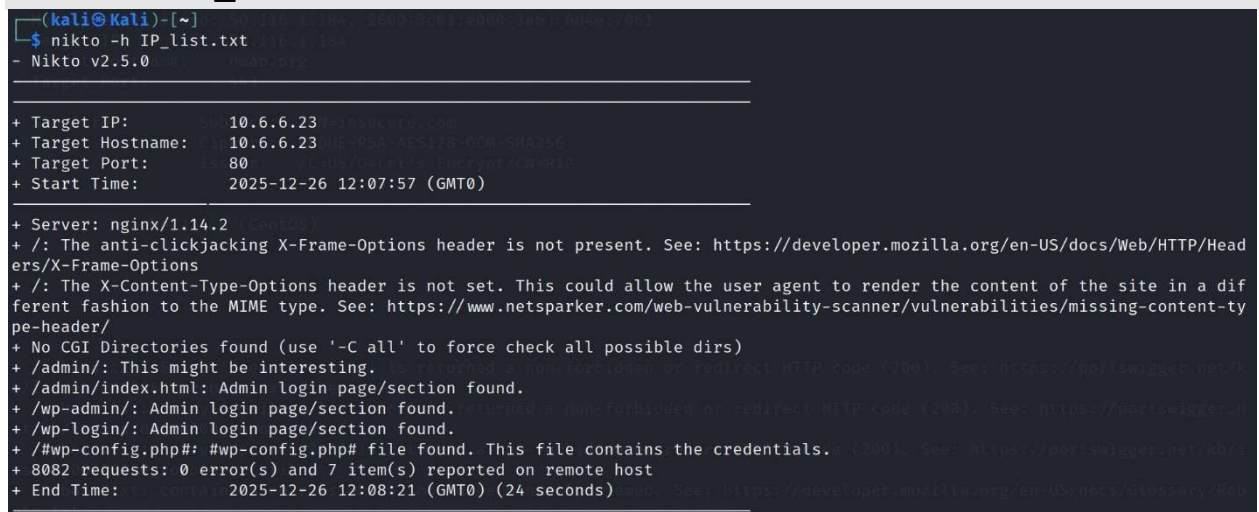 (kali㉿Kali)-[~]
$ nikto -h IP_list.txt
- Nikto v2.5.0
+ Target IP: 10.6.6.23
+ Target Hostname: 10.6.6.23
+ Target Port: 80
+ Start Time: 2025-12-26 12:07:57 (GMT0)
+ Server: nginx/1.14.2
+ /: The anti-clickjacking X-Frame-Options header is not present. See: https://developer.mozilla.org/en-US/docs/Web/HTTP/Head
ers/X-Frame-Options
+ /: The X-Content-Type-Options header is not set. This could allow the user agent to render the content of the site in a dif
ferent fashion to the MIME type. See: https://www.netsparker.com/web-vulnerability-scanner/vulnerabilities/missing-content-ty
pe-header/
+ No CGI Directories found (use '-C all' to force check all possible dirs)
+ /admin/: This might be interesting.
+ /admin/index.html: Admin login page/section found.
+ /wp-admin/: Admin login page/section found.
+ /wp-login/: Admin login page/section found.
+ /#wp-config.php#: #wp-config.php# file found. This file contains the credentials.
+ 8082 requests: 0 error(s) and 7 item(s) reported on remote host
+ End Time: 2025-12-26 12:08:21 (GMT0) (24 seconds)